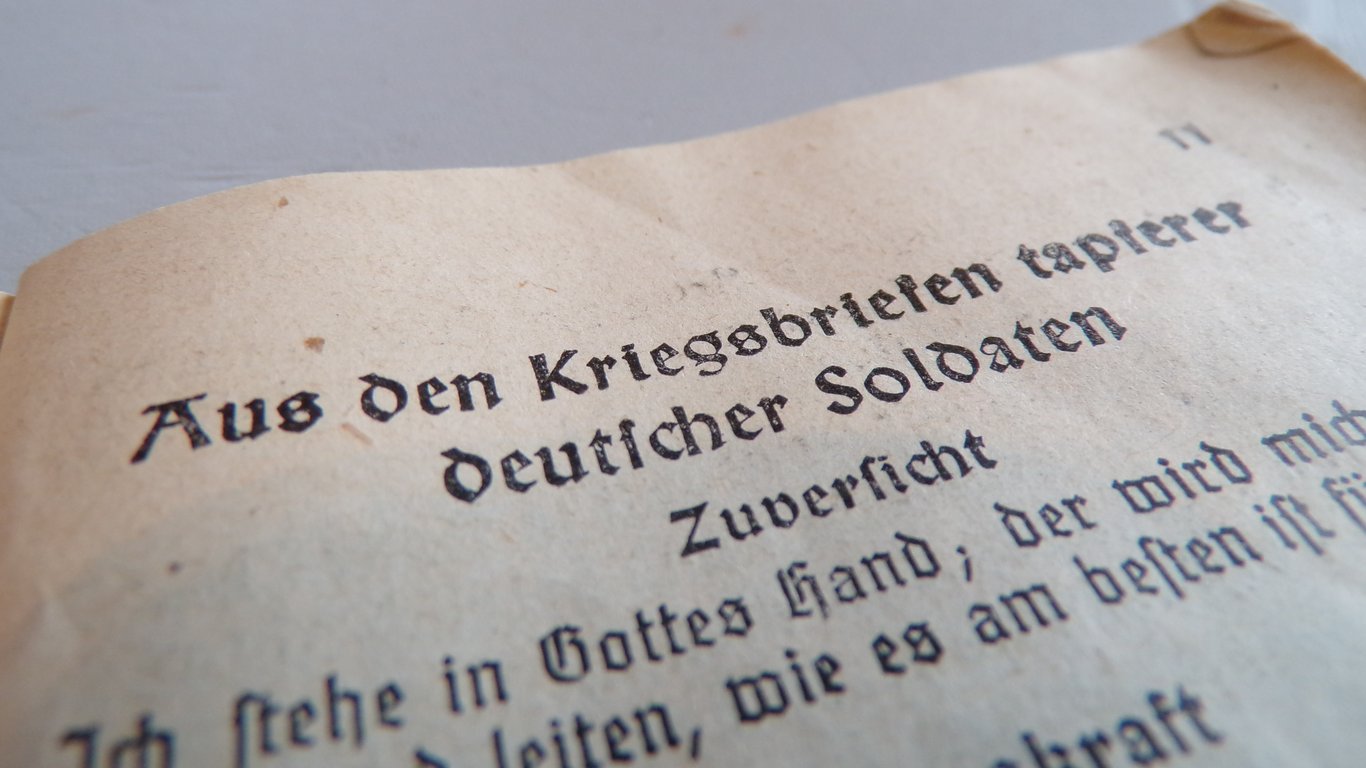 11
Aus den Kriegsbriefen tapferer
deutſcher Soldaten
Zuverſicht
Ich ſtehe in Gottes Hand; der wird mich
leiten, wie es am beſten iſt